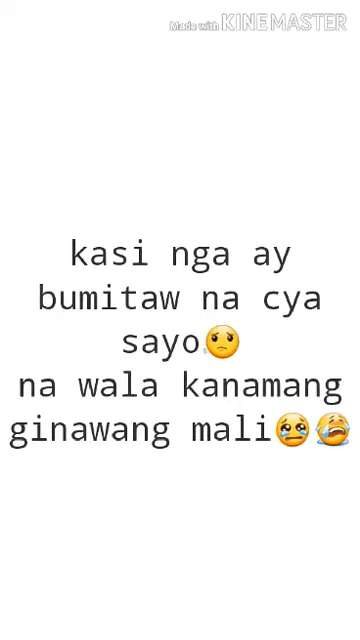 Made with KINEMASTER
kasi nga ay
bumitaw na cya
sayo😟
na wala kanamang
ginawang mali😢😭